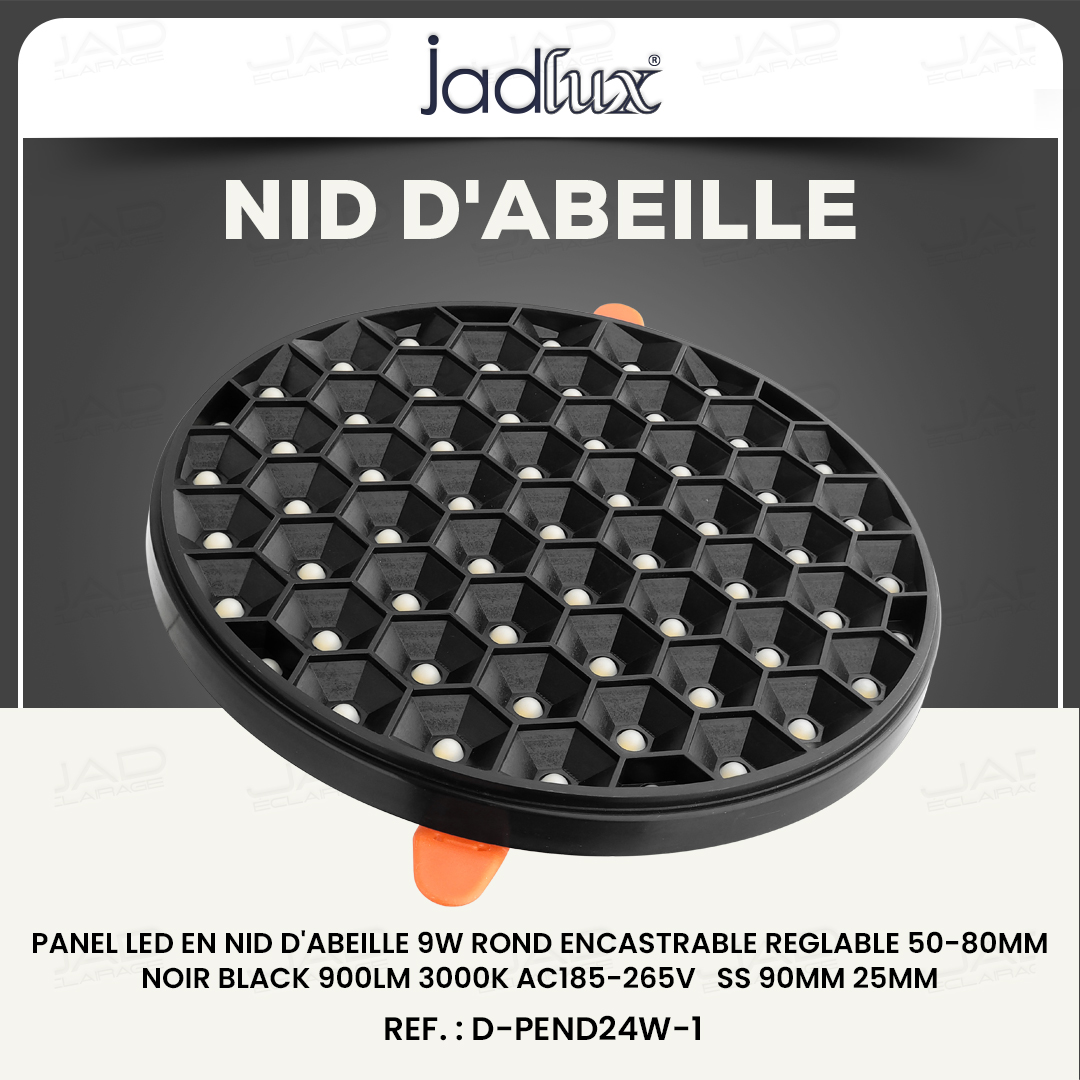 jadlux®
NID D'ABEILLE
PANEL LED EN NID D'ABEILLE 9W ROND ENCASTRABLE REGLABLE 50-80MM
NOIR BLACK 900LM 3000K AC185-265V SS 90MM 25MM
REF. : D-PEND24W-1